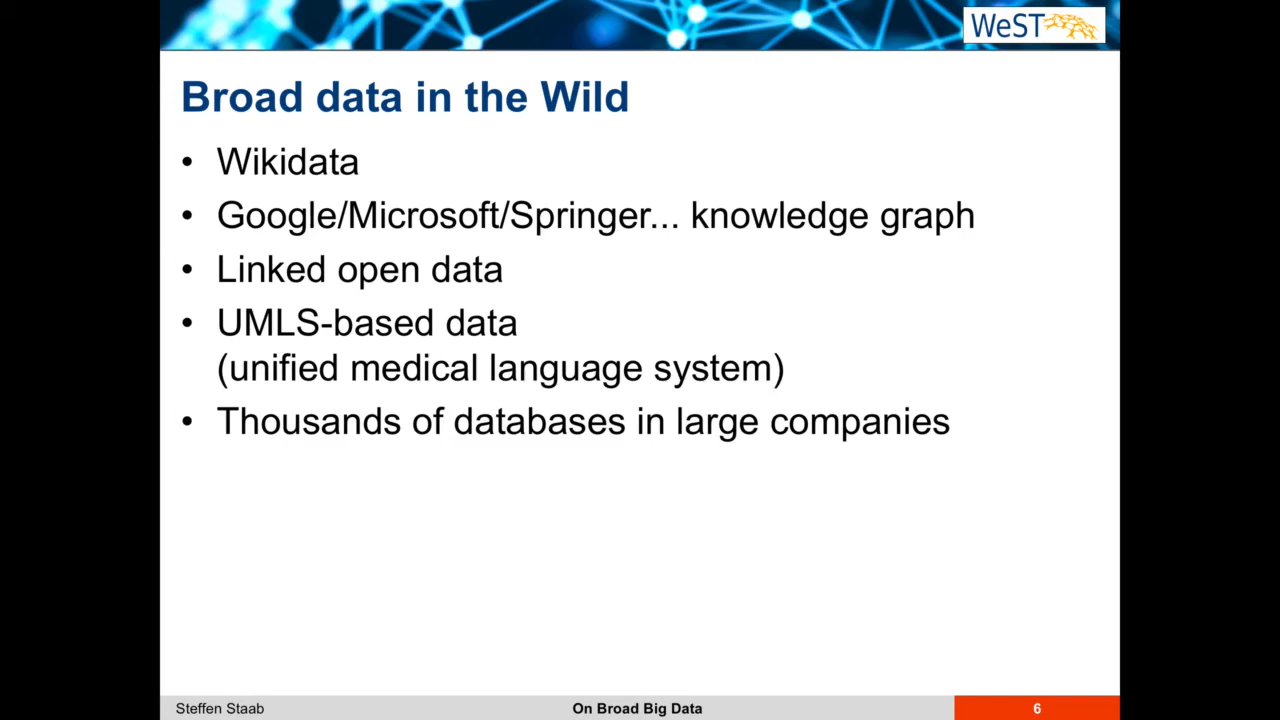 WeST
Broad data in the Wild
• Wikidata
• Google/Microsoft/Springer... knowledge graph
• Linked open data
• UMLS-based data
(unified medical language system)
• Thousands of databases in large companies
Steffen Staab
On Broad Big Data
6